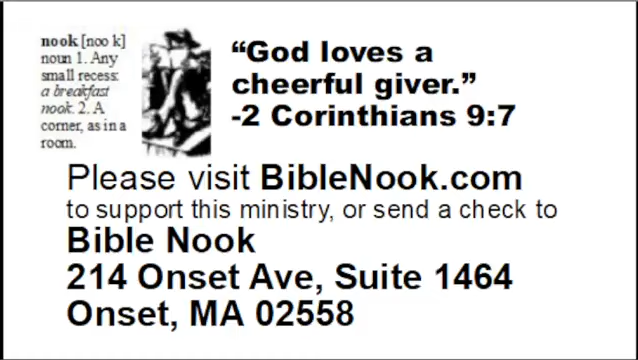 nook [noo k]
noun 1. Any
small recess:
a breakfast
nook. 2. A
corner, as in a
room.
“God loves a
cheerful giver.”
-2 Corinthians 9:7
Please visit BibleNook.com
to support this ministry, or send a check to
Bible Nook
214 Onset Ave, Suite 1464
Onset, MA 02558